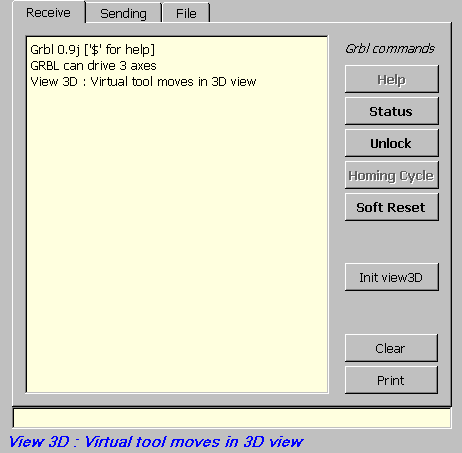 Receive Sending File
Grbl 0.9j ['$' for help]
GRBL can drive 3 axes
View 3D : Virtual tool moves in 3D view
Grbl commands
Help
Status
Unlock
Homing Cycle
Soft Reset
Init view3D
Clear
Print
View 3D : Virtual tool moves in 3D view